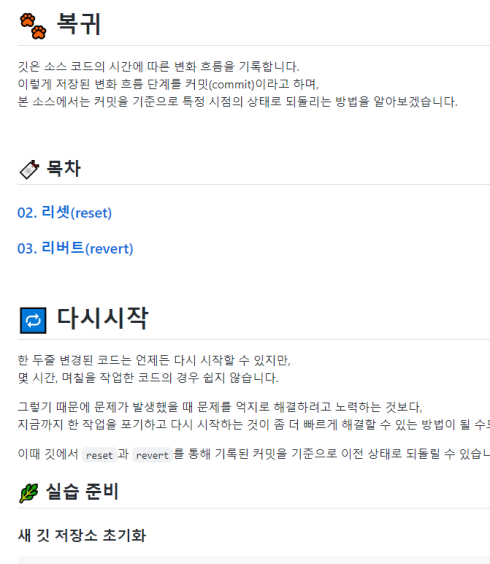 복귀
깃은 소스 코드의 시간에 따른 변화 흐름을 기록합니다.
이렇게 저장된 변화 흐름 단계를 커밋(commit)이라고 하며,
본 소스에서는 커밋을 기준으로 특정 시점의 상태로 되돌리는 방법을 알아보겠습니다.
목차
02. 리셋(reset)
03. 리버트(revert)
다시시작
한 두줄 변경된 코드는 언제든 다시 시작할 수 있지만,
몇 시간, 며칠을 작업한 코드의 경우 쉽지 않습니다.
그렇기 때문에 문제가 발생했을 때 문제를 억지로 해결하려고 노력하는 것보다,
지금까지 한 작업을 포기하고 다시 시작하는 것이 좀 더 빠르게 해결할 수 있는 방법이 될
이때 깃에서 reset 과 revert 를 통해 기록된 커밋을 기준으로 이전 상태로 되돌릴 수
실습 준비
새 깃 저장소 초기화